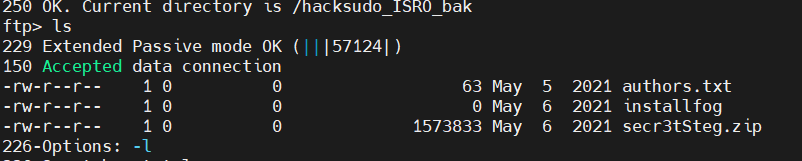 250 OK. Current directory is /hacksudo_ISRO_bak
ftp> ls
229 Extended Passive mode OK (|||57124|)
150 Accepted data connection
-rw-r--r-- 1 0 0 63 May 5 2021 authors.txt
-rw-r--r-- 1 0 0 0 May 6 2021 installfog
-rw-r--r-- 1 0 0 1573833 May 6 2021 secr3tSteg.zip
226-Options: -l